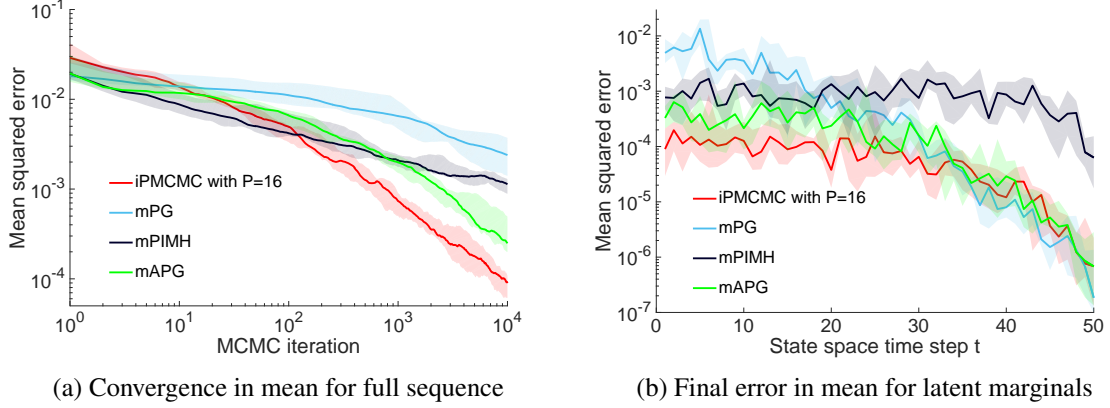 10^-1
10^-2
10^-3
10^-4
Mean squared error
iPMCMC with P=16
mPG
mPIMH
mAPG
10^0 10^1 10^2 10^3 10^4
MCMC iteration
(a) Convergence in mean for full sequence
10^-2
10^-3
10^-4
10^-5
10^-6
10^-7
Mean squared error
iPMCMC with P=16
mPG
mPIMH
mAPG
0 10 20 30 40 50
State space time step t
(b) Final error in mean for latent marginals